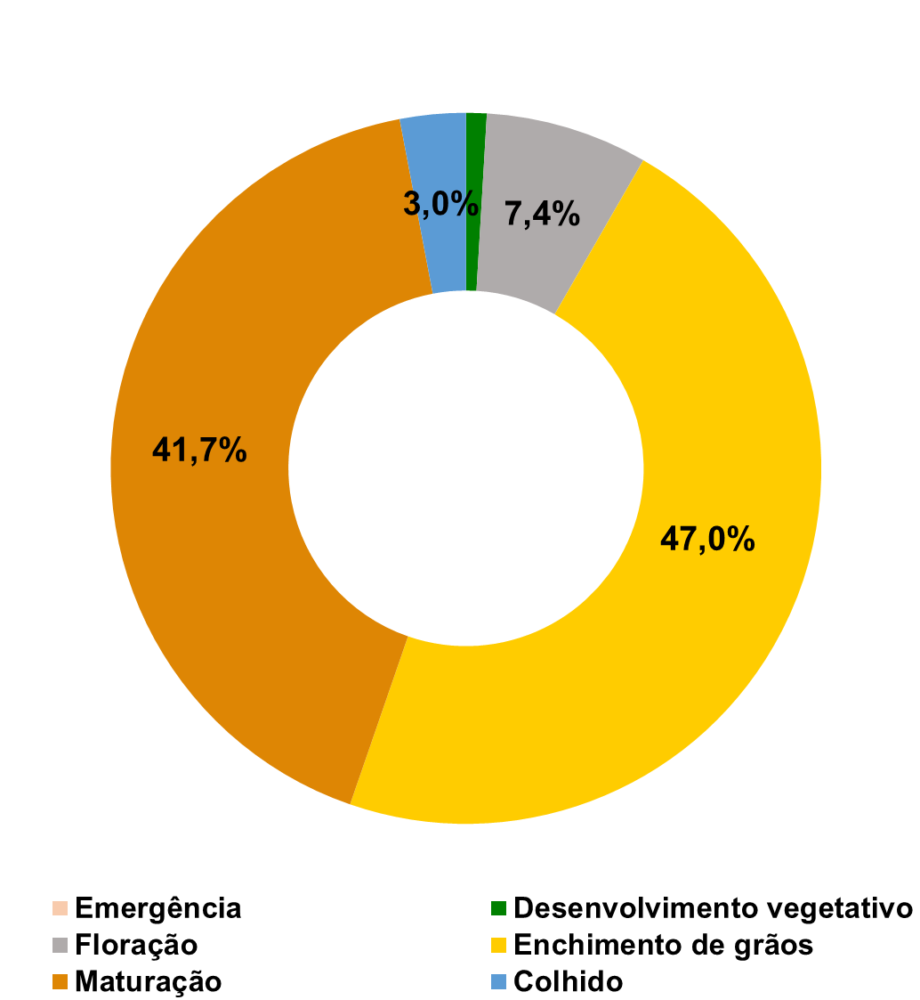 3,0%
7,4%
41,7%
47,0%
Emergência
Desenvolvimento vegetativo
Floração
Enchimento de grãos
Maturação
Colhido